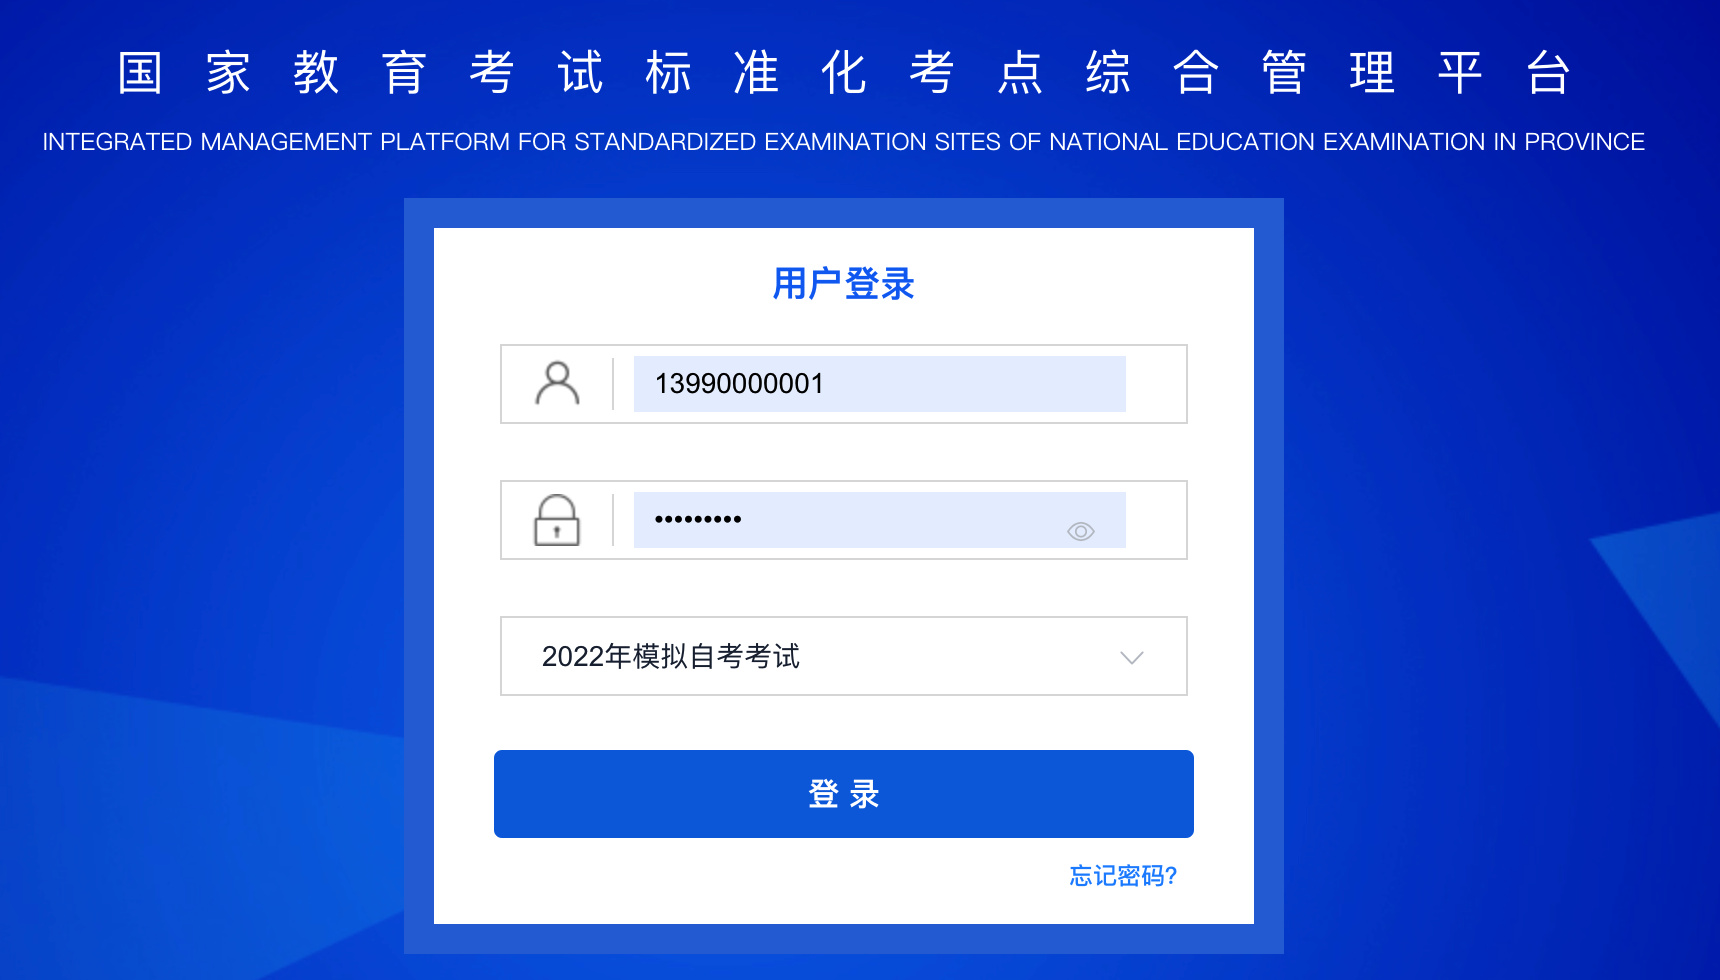 国家教育考试标准化考点综合管理平台
INTEGRATED MANAGEMENT PLATFORM FOR STANDARDIZED EXAMINATION SITES OF NATIONAL EDUCATION EXAMINATION IN PROVINCE
用户登录
13990000001
•••••••••
2022年模拟自考考试
登 录
忘记密码?